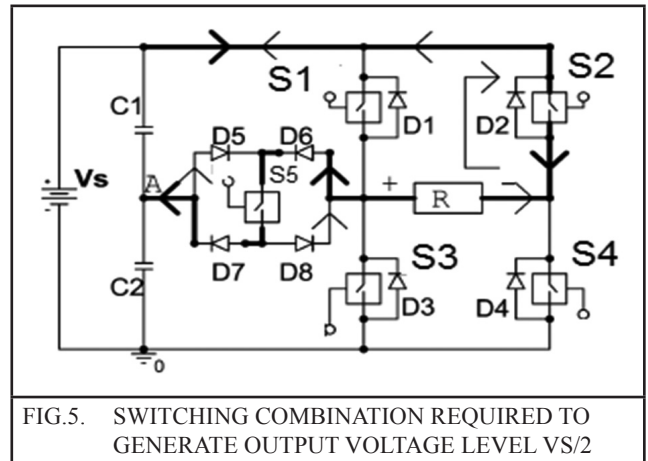 S1
S2
C1
D5 D6
D1
D2
Vs
A
S5
+
R
+
-
D7 D8
S3
S4
C2
D3
D4
0
FIG.5. SWITCHING COMBINATION REQUIRED TO
GENERATE OUTPUT VOLTAGE LEVEL VS/2